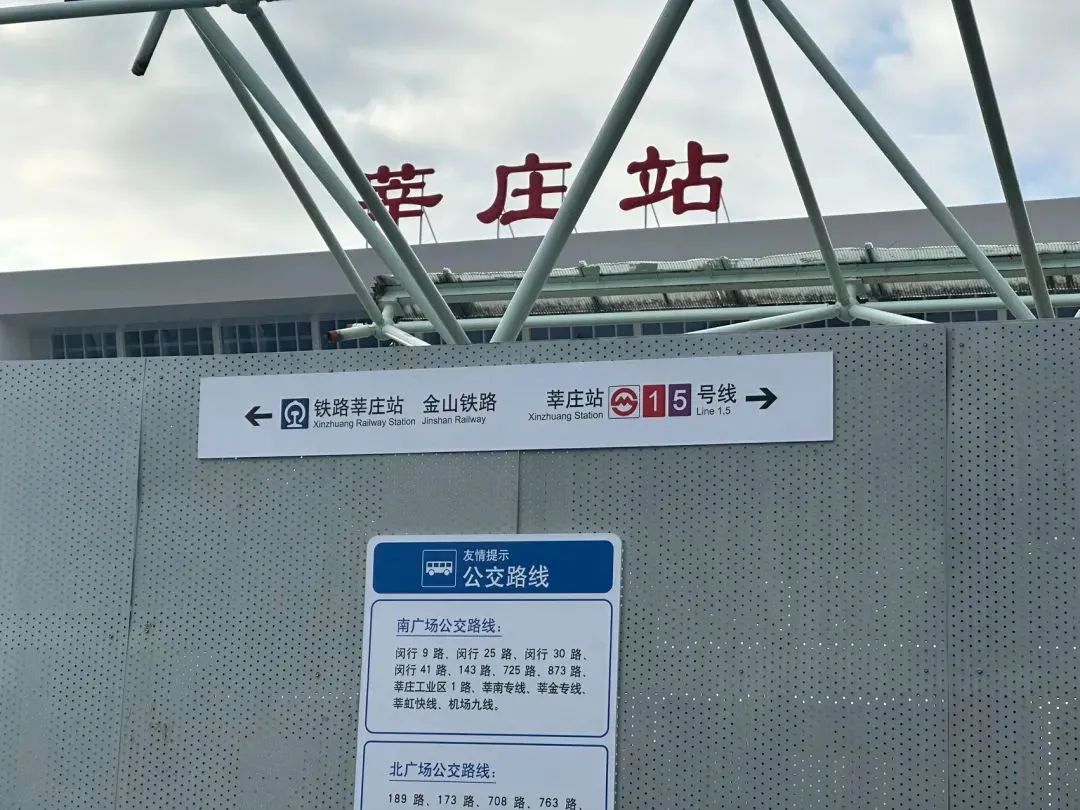 莘庄站
铁路莘庄站 金山铁路
Xinzhuang Railway Station Jinshan Railway
莘庄站 1 5 号线
Xinzhuang Station Line 1,5
友情提示
公交路线
南广场公交路线：
闵行 9 路、闵行 25 路、闵行 30 路、
闵行 41 路、143 路、725 路、873 路、
莘庄工业区 1 路、莘南专线、莘金专线、
莘虹快线、机场九线。
北广场公交路线：
189 路、173 路、708 路、763 路、